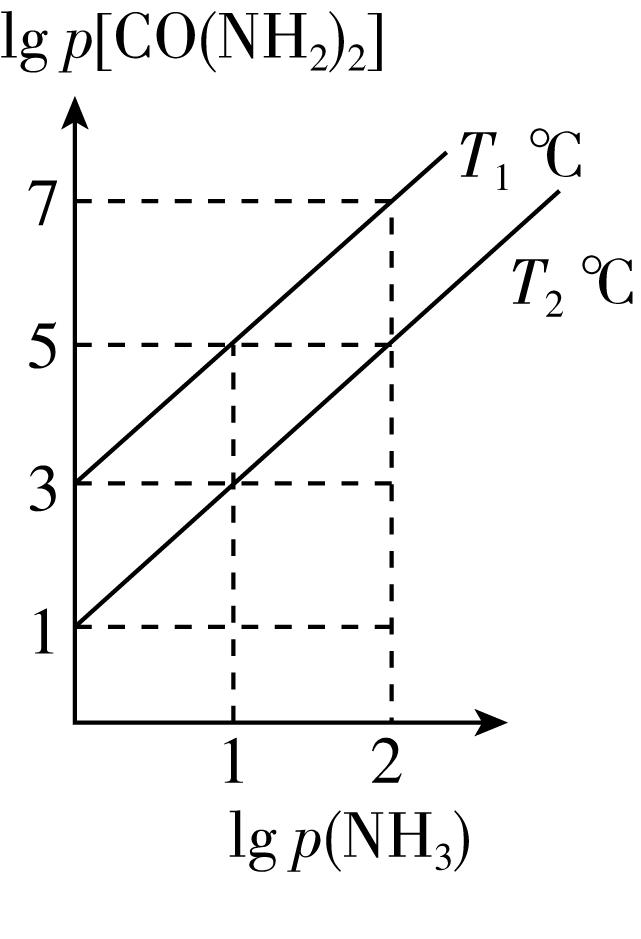 lg p[CO(NH₂)₂]
T₁ ℃
7
T₂ ℃
5
3
1
1 2
lg p(NH₃)